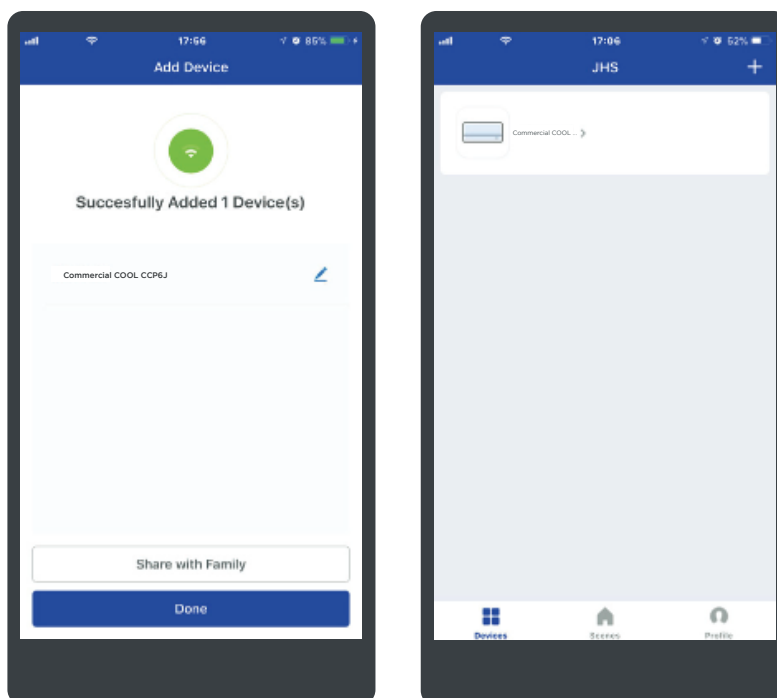 17:56
85%
Add Device
Succesfully Added 1 Device(s)
Commercial COOL CCP6J
Share with Family
Done
17:06
52%
JHS
Commercial COOL ...
Devices
Scenes
Profile